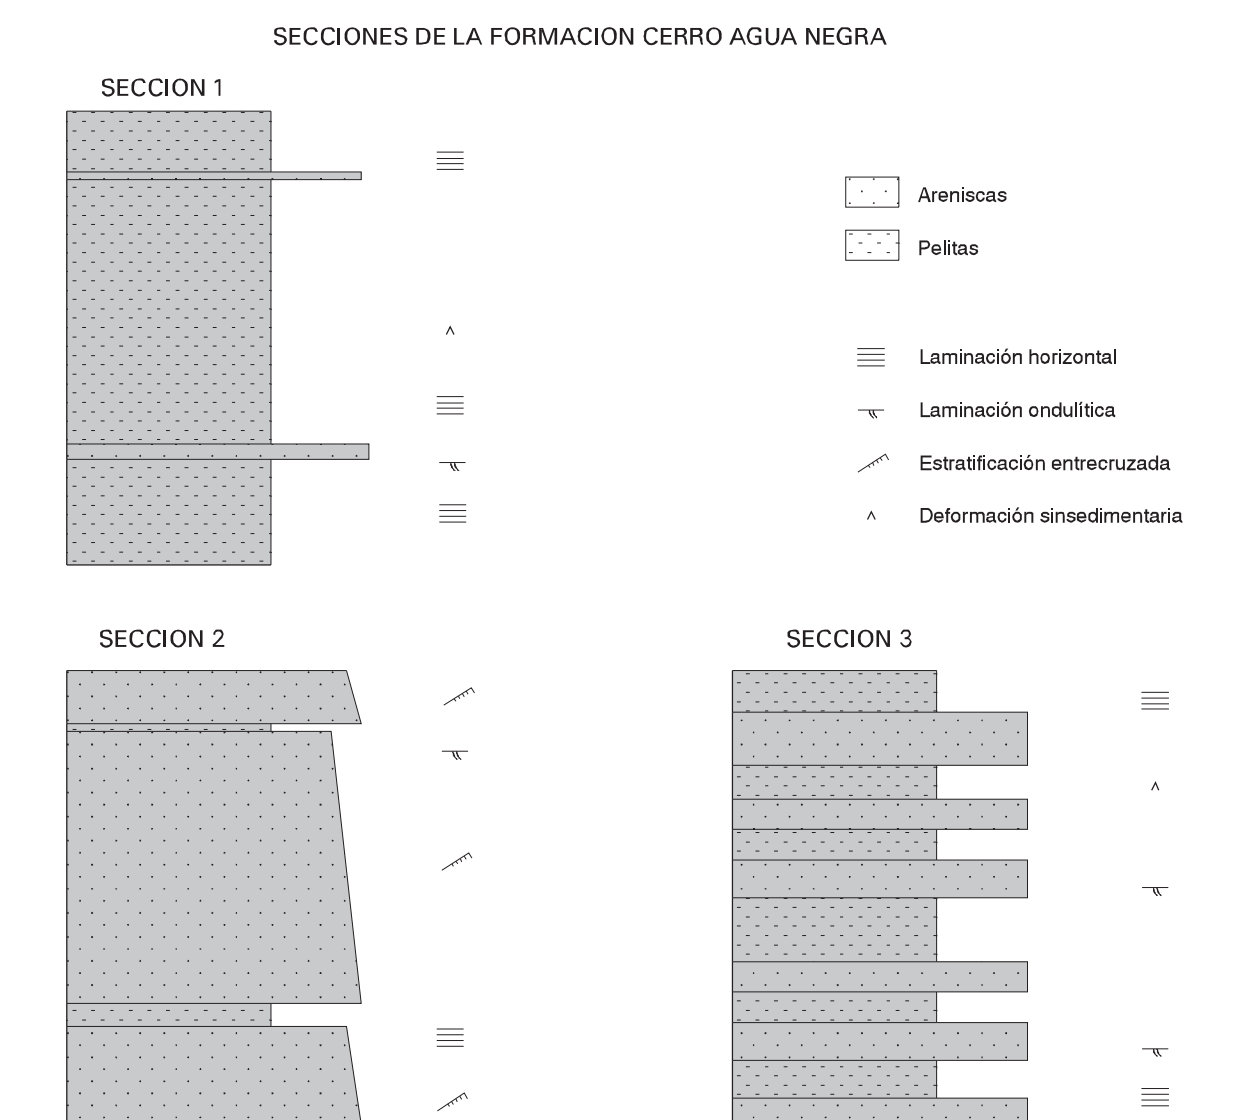 SECCIONES DE LA FORMACION CERRO AGUA NEGRA
SECCION 1
Areniscas
Pelitas
Laminación horizontal
Laminación ondulítica
Estratificación entrecruzada
Deformación sinsedimentaria
SECCION 2
SECCION 3